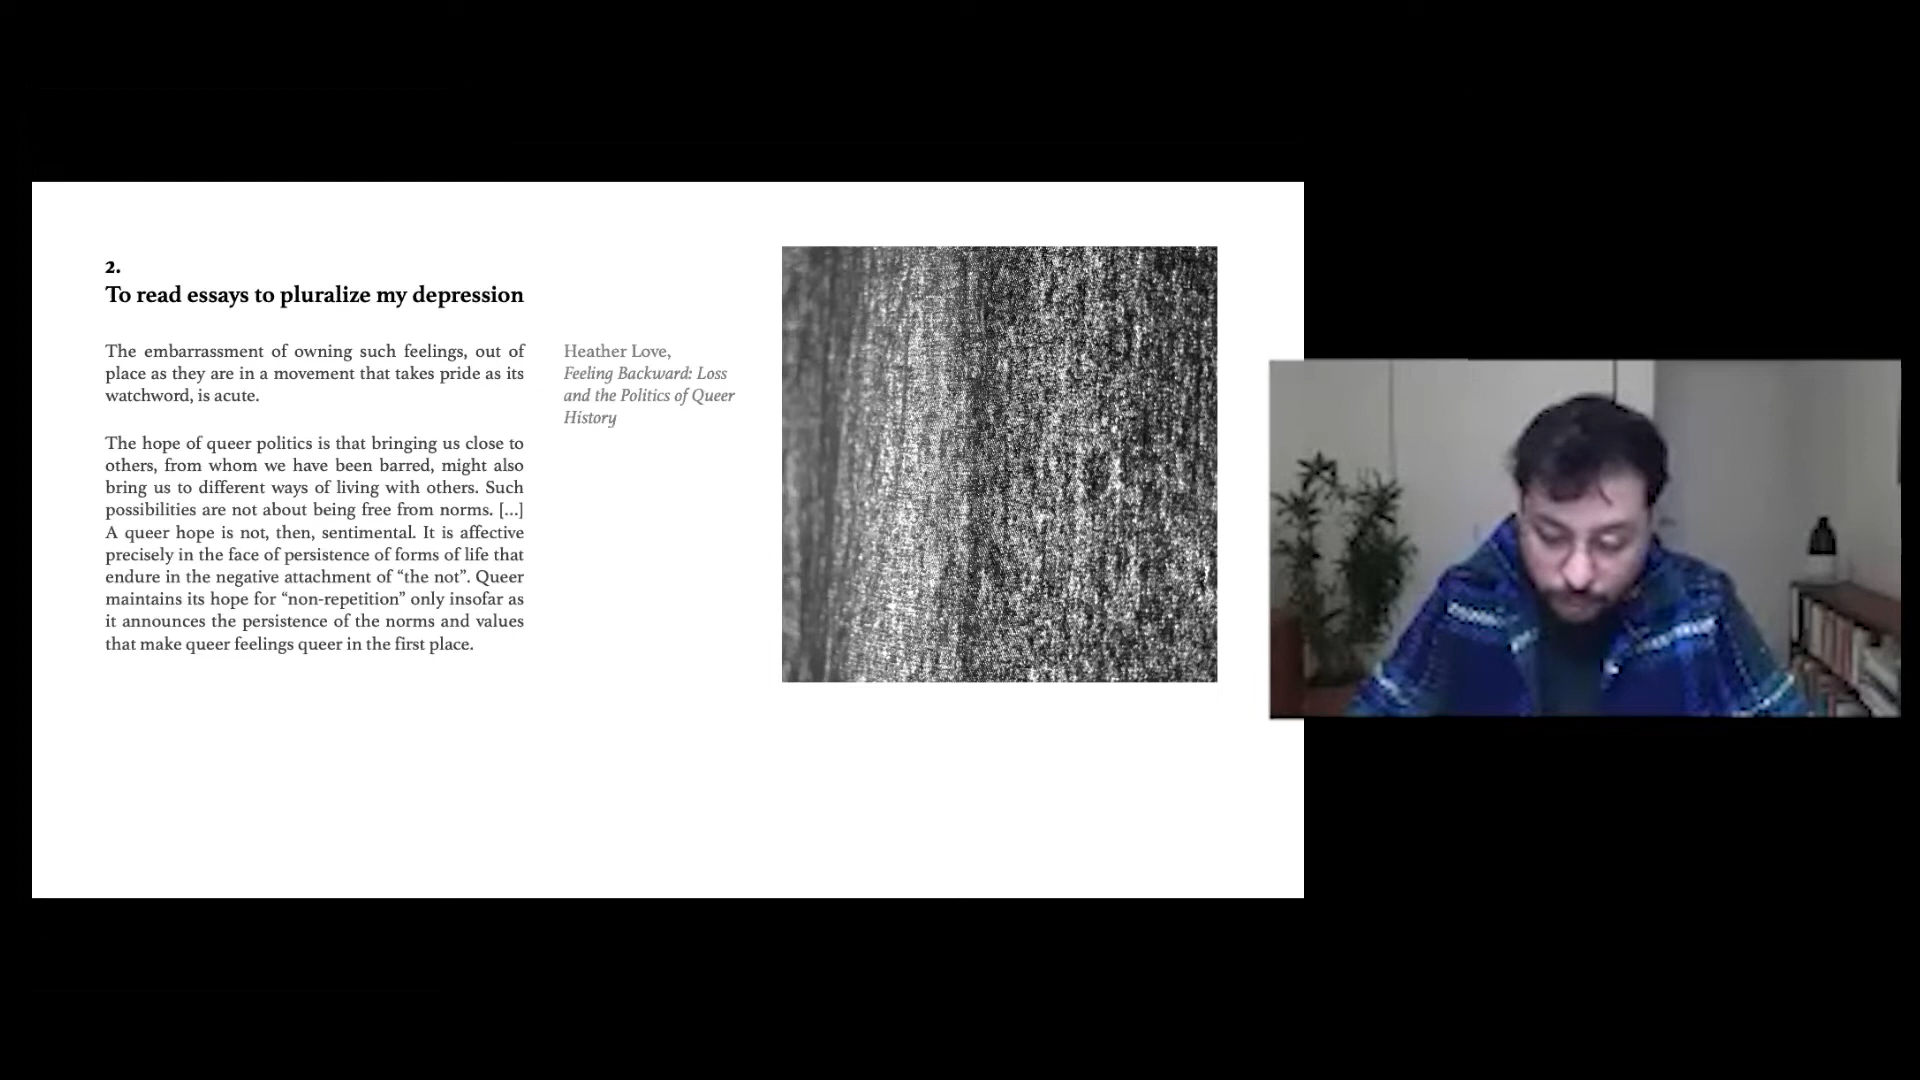 2.
To read essays to pluralize my depression
The embarrassment of owning such feelings, out of
place as they are in a movement that takes pride as its
watchword, is acute.
The hope of queer politics is that bringing us close to
others, from whom we have been barred, might also
bring us to different ways of living with others. Such
possibilities are not about being free from norms. [...]
A queer hope is not, then, sentimental. It is affective
precisely in the face of persistence of forms of life that
endure in the negative attachment of “the not”. Queer
maintains its hope for “non-repetition” only insofar as
it announces the persistence of the norms and values
that make queer feelings queer in the first place.
Heather Love,
Feeling Backward: Loss
and the Politics of Queer
History